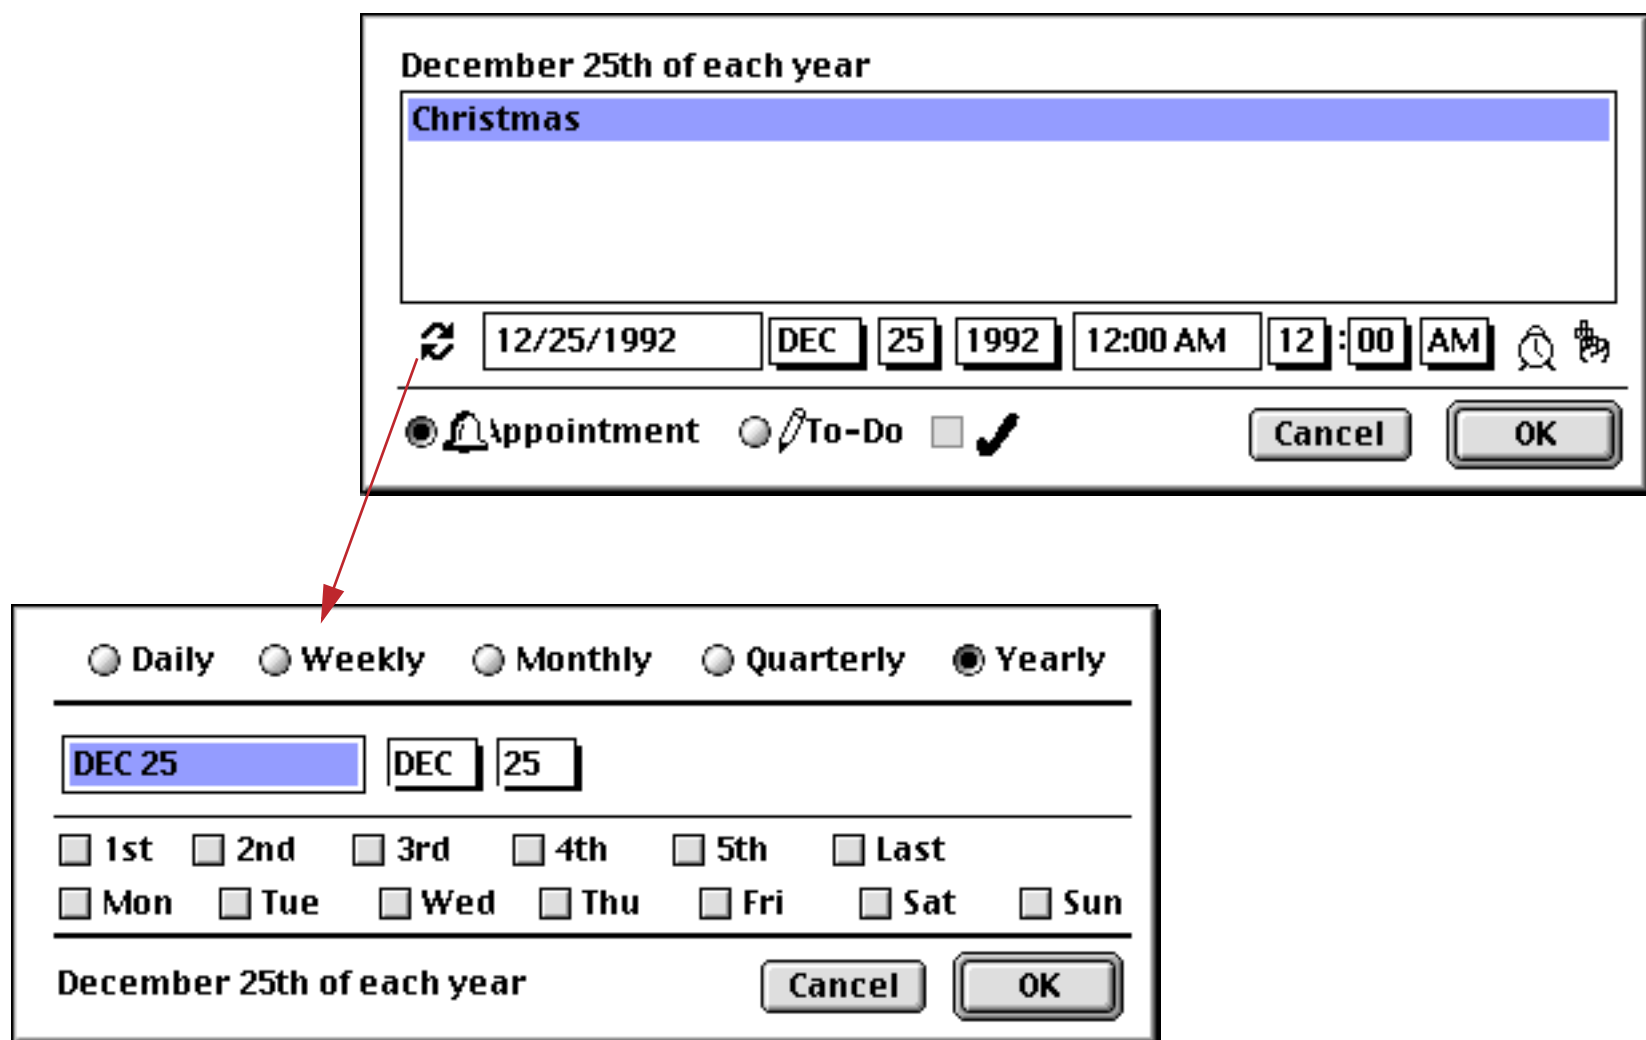 December 25th of each year
Christmas
12/25/1992 DEC 25 1992 12:00 AM 12 : 00 AM
Appointment To-Do Cancel OK
Daily Weekly Monthly Quarterly Yearly
DEC 25 DEC 25
1st 2nd 3rd 4th 5th Last
Mon Tue Wed Thu Fri Sat Sun
December 25th of each year Cancel OK